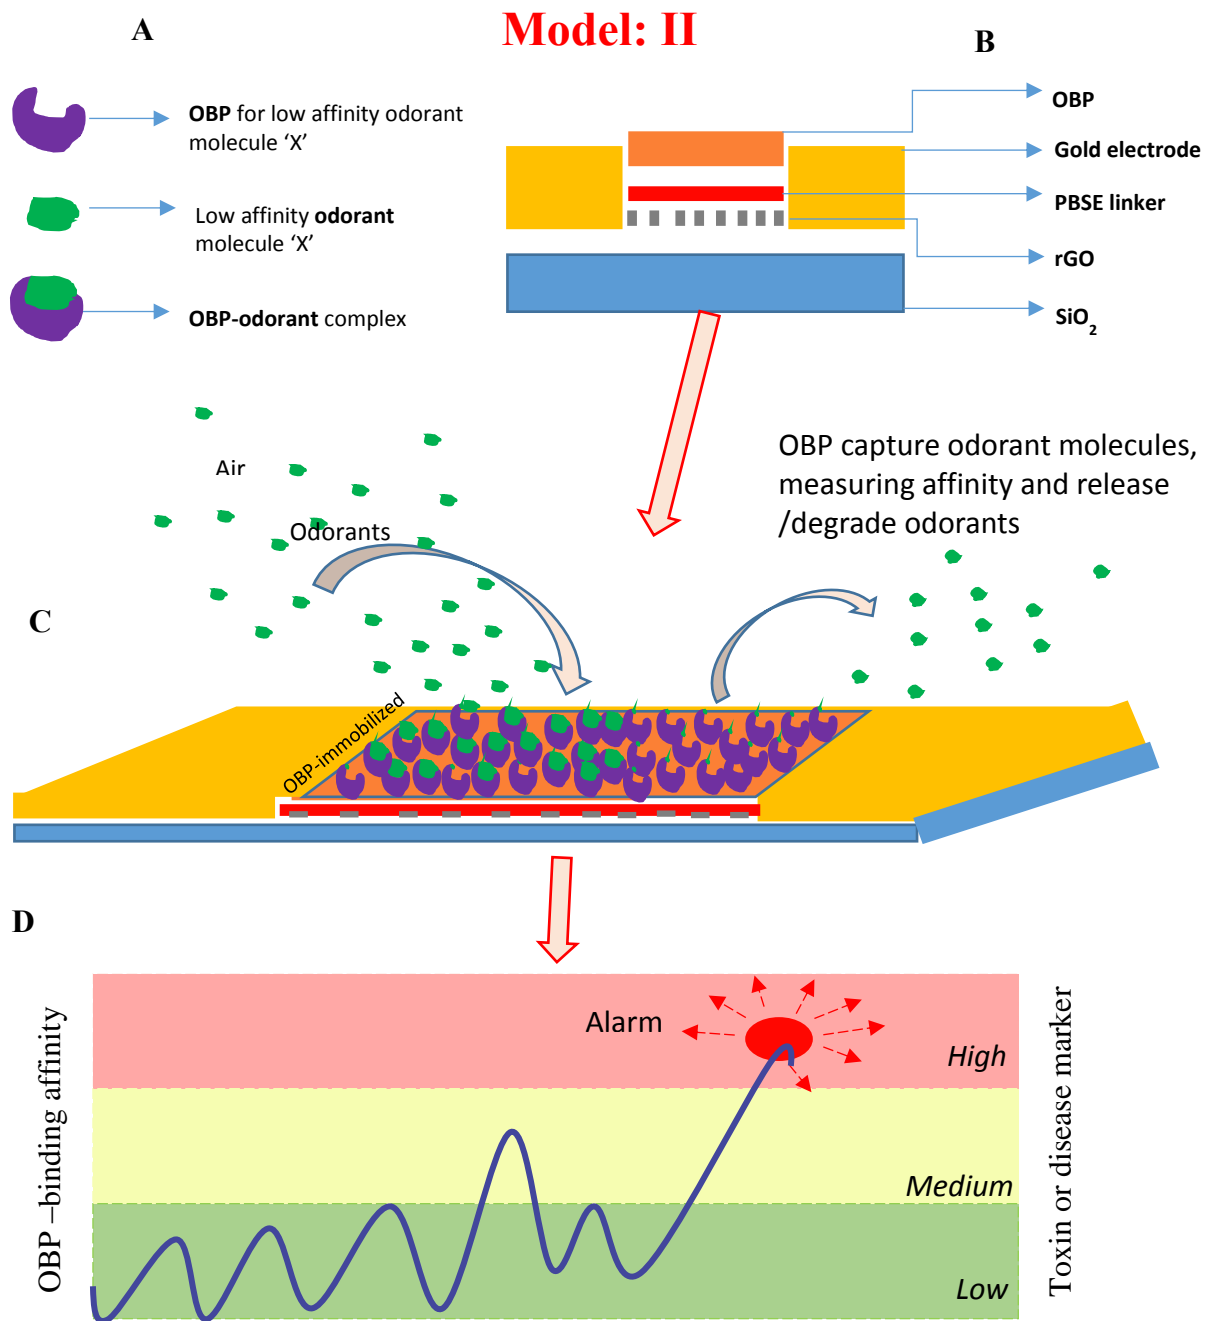 A
Model: II
B
OBP for low affinity odorant
molecule ‘X’
Low affinity odorant
molecule ‘X’
OBP-odorant complex
OBP
Gold electrode
PBSE linker
rGO
SiO2
Air
Odorants
OBP capture odorant molecules,
measuring affinity and release
/degrade odorants
C
OBP-immobilized
D
OBP –binding affinity
Alarm
High
Medium
Low
Toxin or disease marker